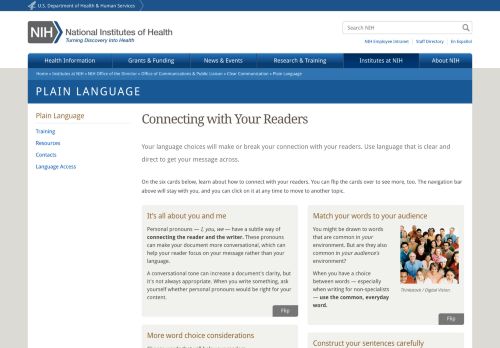 U.S. Department of Health & Human Services
NIH National Institutes of Health
Turning Discovery Into Health
Search NIH
NIH Employee Intranet | Staff Directory | En Español
Health Information Grants & Funding News & Events Research & Training Institutes at NIH About NIH
Home » Institutes at NIH » NIH Office of the Director » Office of Communications & Public Liaison » Clear Communication » Plain Language
PLAIN LANGUAGE
Plain Language
Training
Resources
Contacts
Language Access
Connecting with Your Readers
Your language choices will make or break your connection with your readers. Use language that is clear and
direct to get your message across.
On the six cards below, learn about how to connect with your readers. You can flip the cards over to see more, too. The navigation bar
above will stay with you, and you can click on it at any time to move to another topic.
It's all about you and me
Personal pronouns — I, you, we — have a subtle way of
connecting the reader and the writer. These pronouns
can make your document more conversational, which can
help your reader focus on your message rather than your
language.
A conversational tone can increase a document's clarity, but
it's not always appropriate. When you write something, ask
yourself whether personal pronouns would be right for your
content.
Flip
Match your words to your audience
You might be drawn to words
that are common in your
environment. But are they also
common in your audience's
environment?
When you have a choice
between words — especially
when writing for non-specialists
— use the common, everyday
word.
Thinkstock / Digital Vision
Flip
More word choice considerations
Construct your sentences carefully